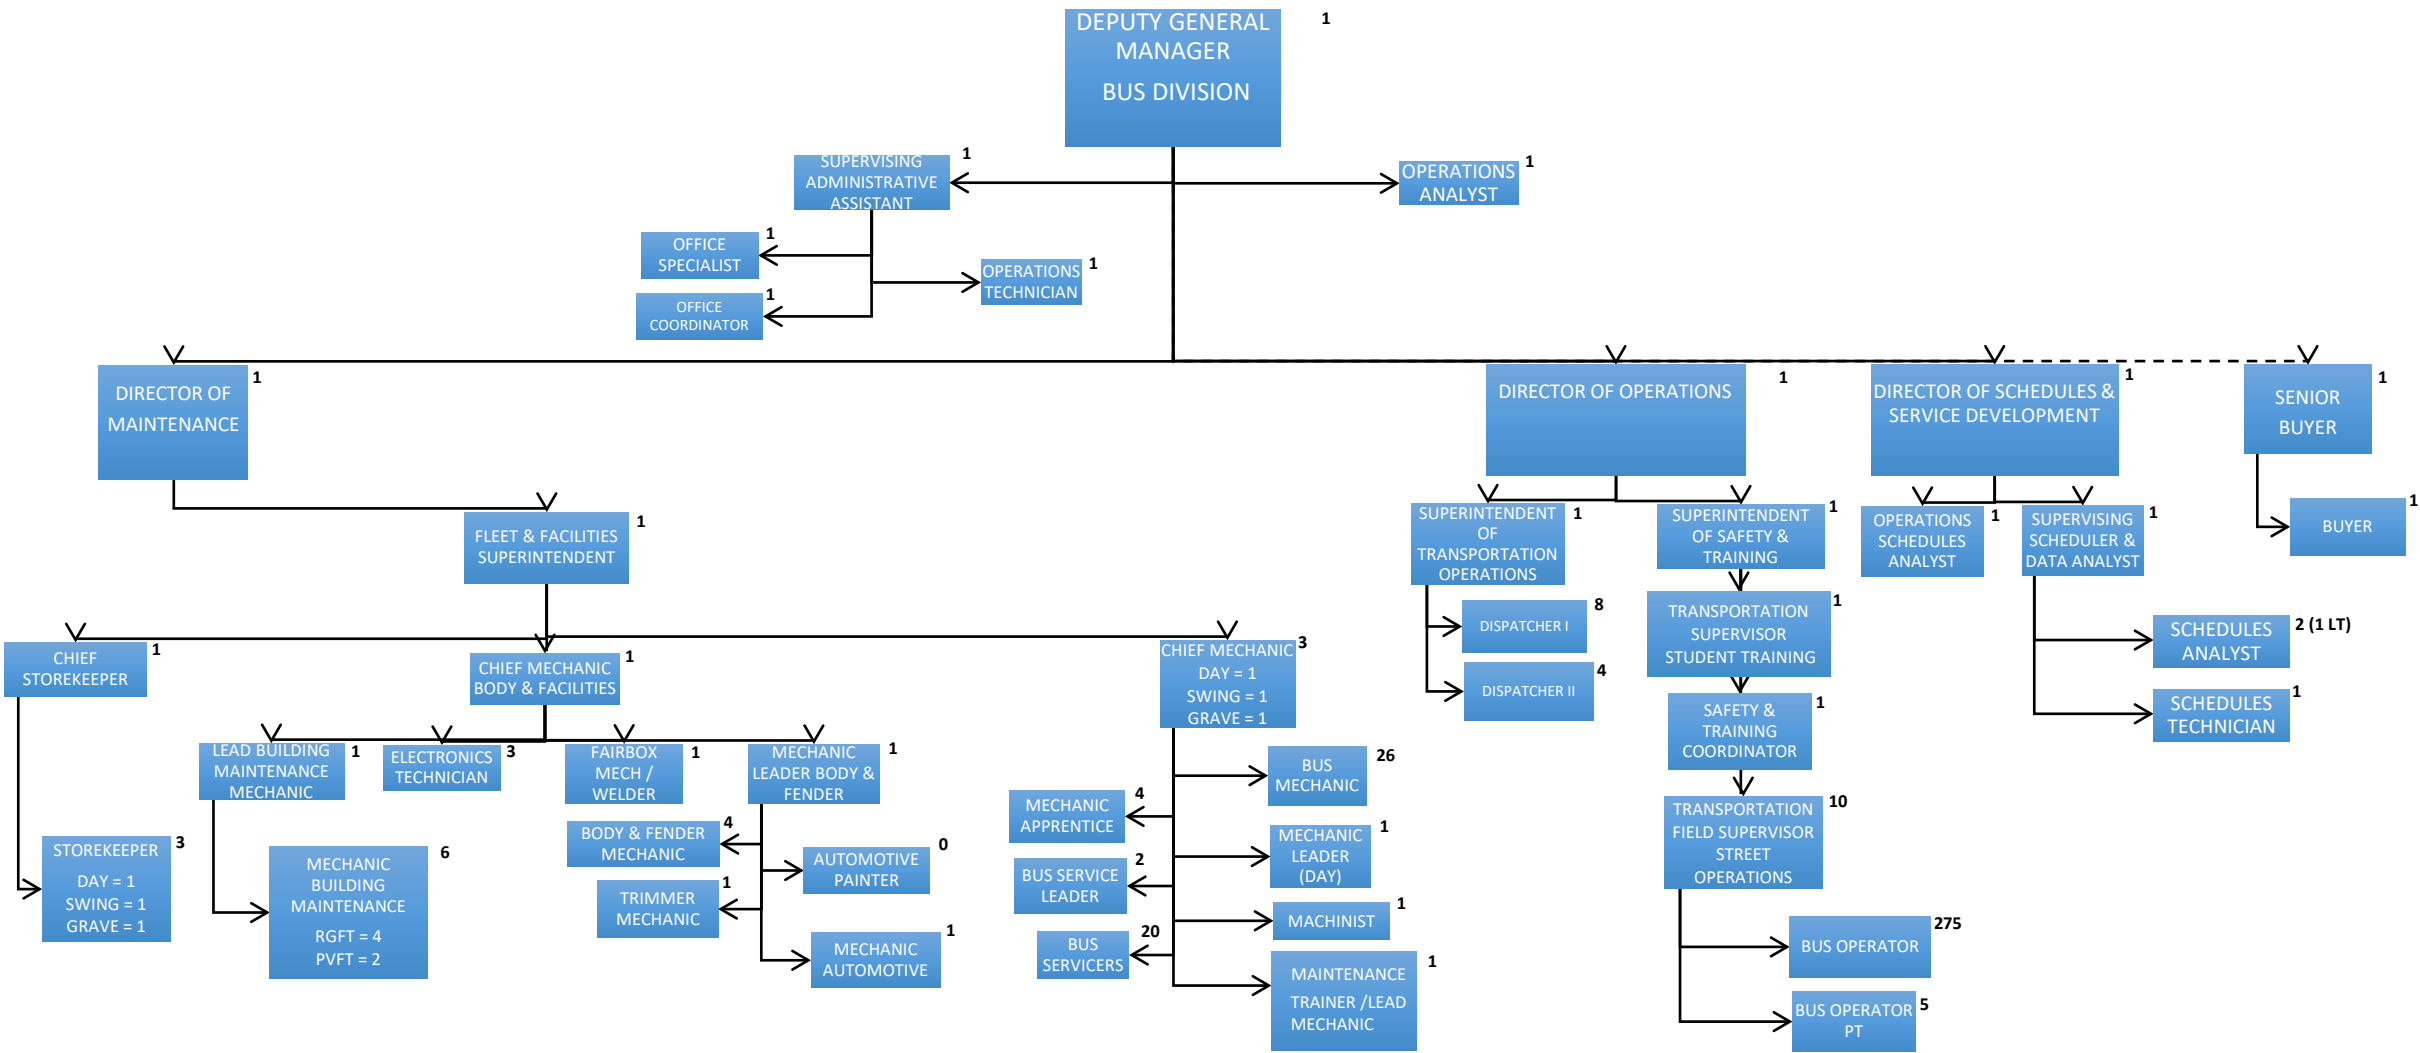 DEPUTY GENERAL
MANAGER
BUS DIVISION
1
SUPERVISING
ADMINISTRATIVE
ASSISTANT
1
OPERATIONS
ANALYST
1
OFFICE
SPECIALIST
1
OPERATIONS
TECHNICIAN
1
OFFICE
COORDINATOR
1
DIRECTOR OF
MAINTENANCE
1
DIRECTOR OF OPERATIONS
1
DIRECTOR OF SCHEDULES &
SERVICE DEVELOPMENT
1
SENIOR
BUYER
1
FLEET & FACILITIES
SUPERINTENDENT
1
SUPERINTENDENT
OF
TRANSPORTATION
OPERATIONS
1
SUPERINTENDENT
OF SAFETY &
TRAINING
1
OPERATIONS
SCHEDULES
ANALYST
1
SUPERVISING
SCHEDULER &
DATA ANALYST
1
BUYER
1
DISPATCHER I
8
DISPATCHER II
4
TRANSPORTATION
SUPERVISOR
STUDENT TRAINING
1
SCHEDULES
ANALYST
2 (1 LT)
SCHEDULES
TECHNICIAN
1
SAFETY &
TRAINING
COORDINATOR
1
TRANSPORTATION
FIELD SUPERVISOR
STREET
OPERATIONS
10
BUS OPERATOR
275
BUS OPERATOR
PT
5
CHIEF
STOREKEEPER
1
CHIEF MECHANIC
BODY & FACILITIES
1
CHIEF MECHANIC
DAY = 1
SWING = 1
GRAVE = 1
3
LEAD BUILDING
MAINTENANCE
MECHANIC
1
ELECTRONICS
TECHNICIAN
3
FAIRBOX
MECH /
WELDER
1
MECHANIC
LEADER BODY &
FENDER
1
STOREKEEPER
DAY = 1
SWING = 1
GRAVE = 1
3
MECHANIC
BUILDING
MAINTENANCE
RGFT = 4
PVFT = 2
6
BODY & FENDER
MECHANIC
4
AUTOMOTIVE
PAINTER
0
TRIMMER
MECHANIC
1
MECHANIC
AUTOMOTIVE
1
BUS
MECHANIC
26
MECHANIC
APPRENTICE
4
MECHANIC
LEADER
(DAY)
1
BUS SERVICE
LEADER
2
MACHINIST
1
BUS
SERVICERS
20
MAINTENANCE
TRAINER /LEAD
MECHANIC
1